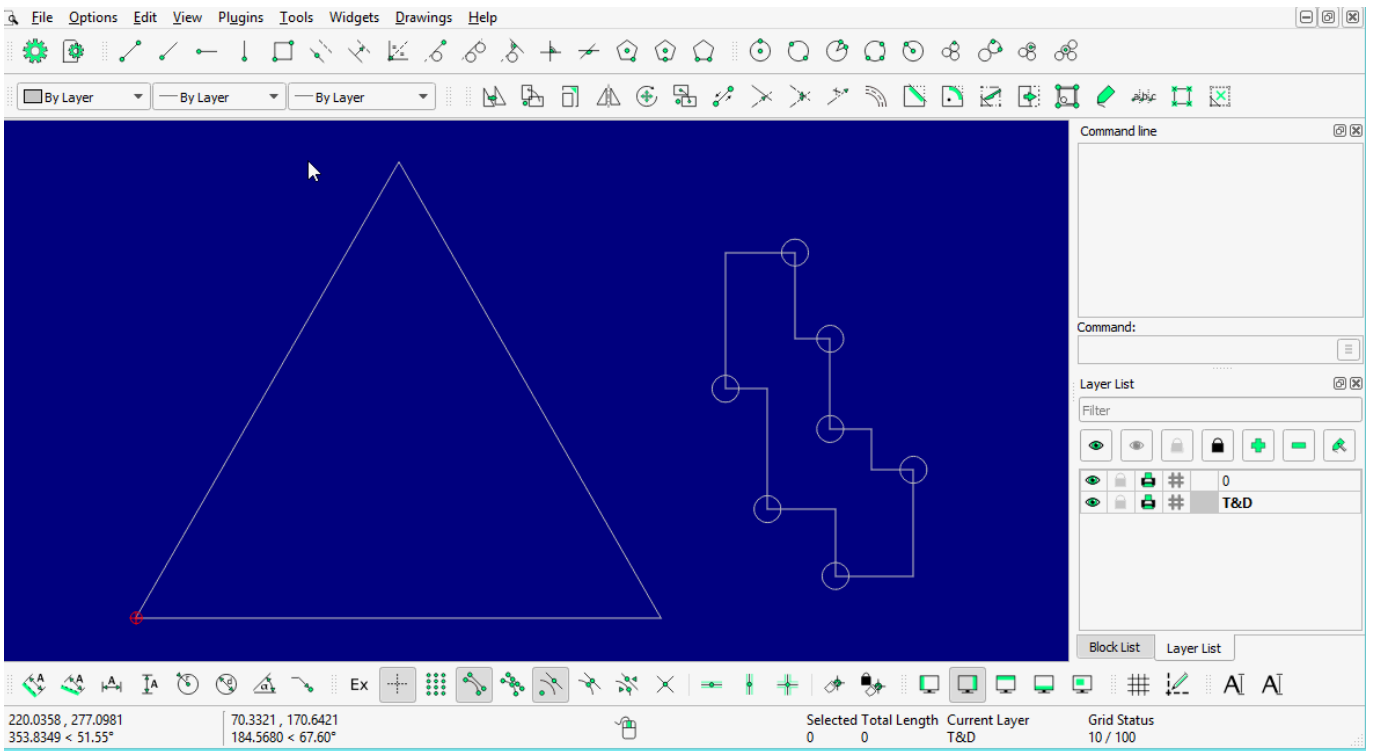 File Options Edit View Plugins Tools Widgets Drawings Help
By Layer By Layer By Layer
Command line
Command:
Layer List
Filter
0
T&D
Block List Layer List
Ex
220.0358 , 277.0981 70.3321 , 170.6421 Selected Total Length Current Layer Grid Status
353.8349 < 51.55° 184.5680 < 67.60° 0 0 T&D 10 / 100